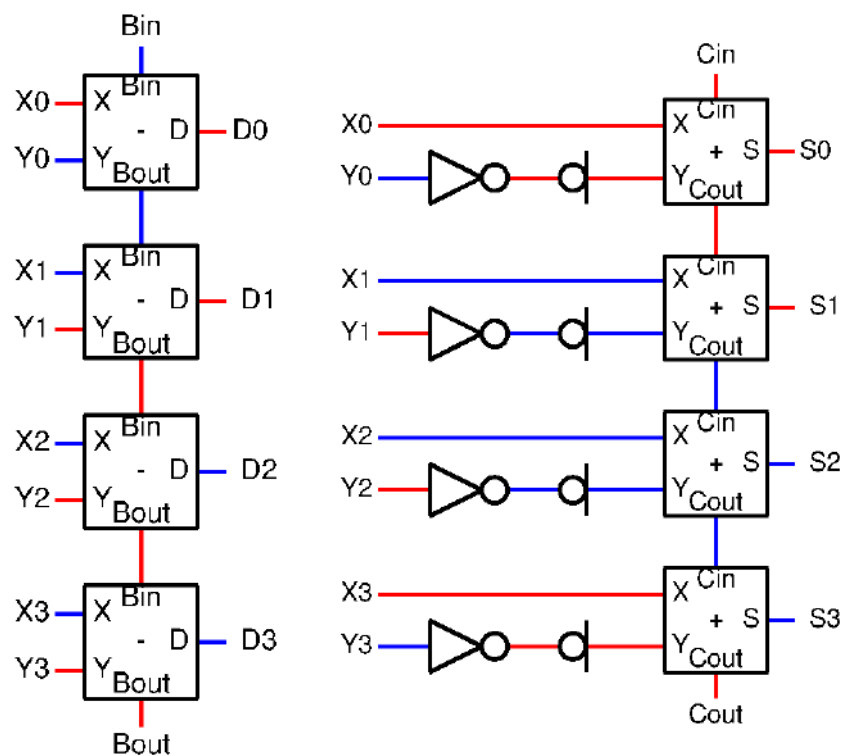 Bin
X0
Bin
X
-
D
D0
Y0
Y
Bout
X1
Bin
X
-
D
D1
Y1
Y
Bout
X2
Bin
X
-
D
D2
Y2
Y
Bout
X3
Bin
X
-
D
D3
Y3
Y
Bout
Bout
Cin
X0
Cin
X
+
S
S0
Y0
Y
Cout
X1
Cin
X
+
S
S1
Y1
Y
Cout
X2
Cin
X
+
S
S2
Y2
Y
Cout
X3
Cin
X
+
S
S3
Y3
Y
Cout
Cout